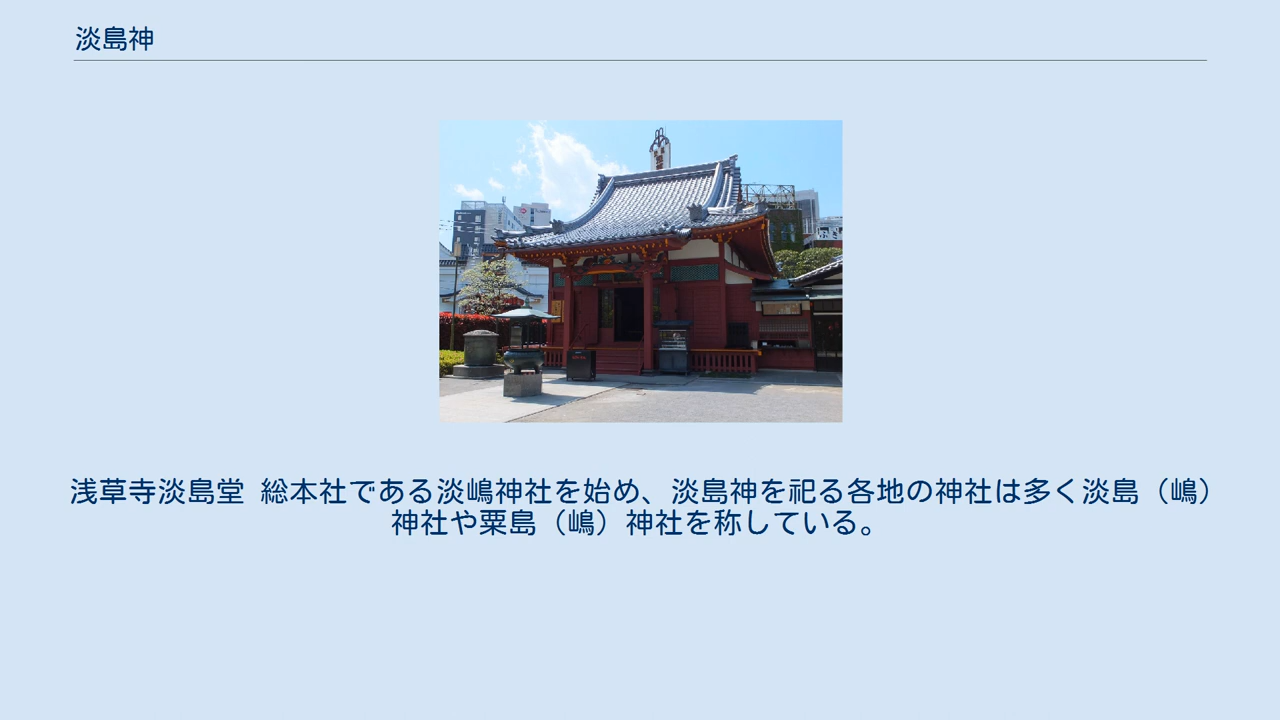 淡島神
浅草寺淡島堂 総本社である淡嶋神社を始め、淡島神を祀る各地の神社は多く淡島（嶋）
神社や粟島（嶋）神社を称している。